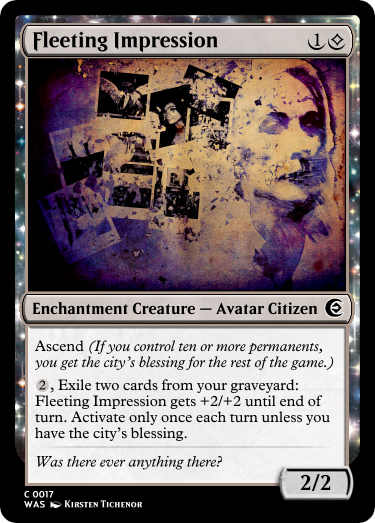 Fleeting Impression 1
Enchantment Creature — Avatar Citizen
Ascend (If you control ten or more permanents,
you get the city's blessing for the rest of the game.)
2, Exile two cards from your graveyard:
Fleeting Impression gets +2/+2 until end of
turn. Activate only once each turn unless you
have the city's blessing.
Was there ever anything there?
2/2
C 0017
WAS Kirsten Tichenor